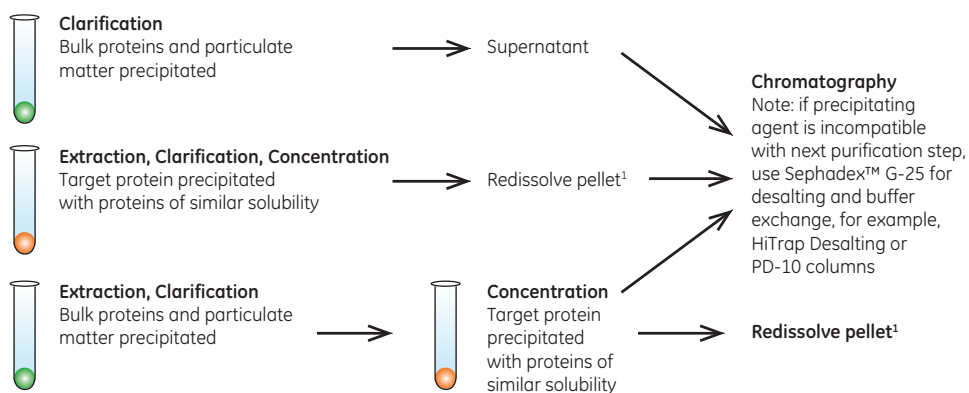 Clarification
Bulk proteins and particulate
matter precipitated
Supernatant
Extraction, Clarification, Concentration
Target protein precipitated
with proteins of similar solubility
Redissolve pellet¹
Extraction, Clarification
Bulk proteins and particulate
matter precipitated
Concentration
Target protein
precipitated
with proteins of
similar solubility
Chromatography
Note: if precipitating
agent is incompatible
with next purification step,
use Sephadex™ G-25 for
desalting and buffer
exchange, for example,
HiTrap Desalting or
PD-10 columns
Redissolve pellet¹